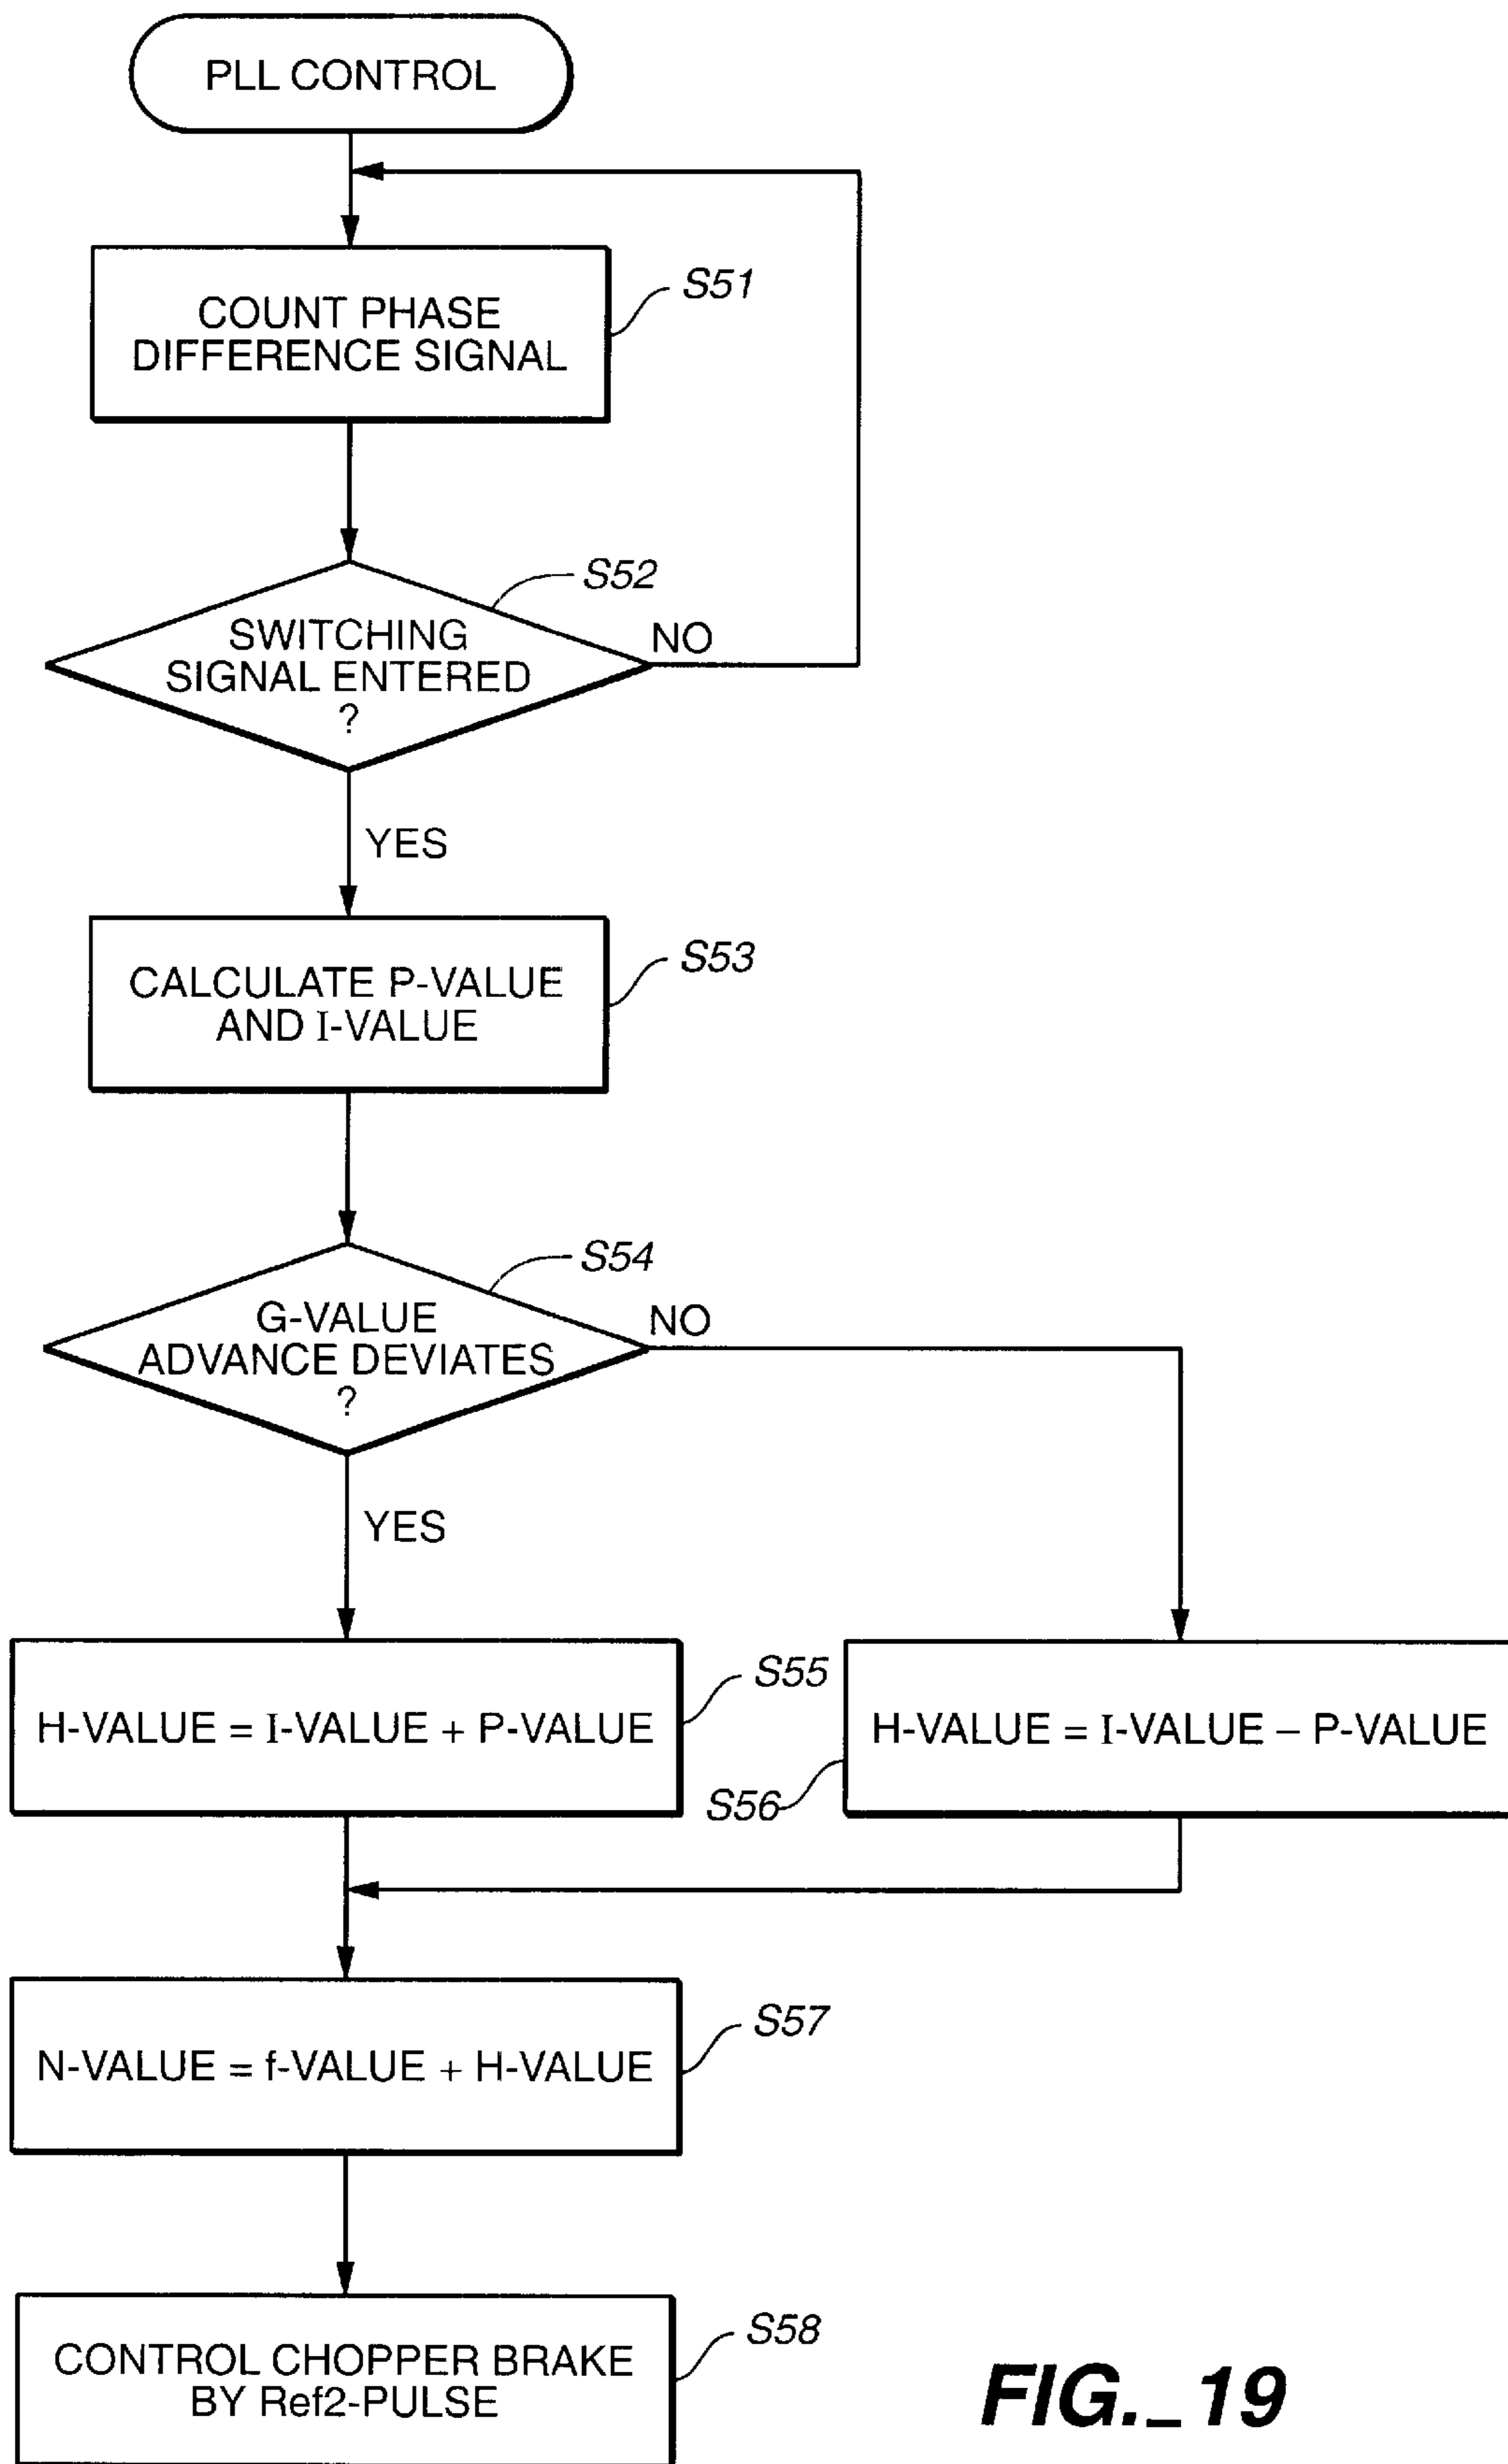 PLL CONTROL
COUNT PHASE
DIFFERENCE SIGNAL
S51
SWITCHING
SIGNAL ENTERED
?
S52
NO
YES
CALCULATE P-VALUE
AND I-VALUE
S53
G-VALUE
ADVANCE DEVIATES
?
S54
NO
YES
H-VALUE = I-VALUE + P-VALUE
S55
H-VALUE = I-VALUE – P-VALUE
S56
N-VALUE = f-VALUE + H-VALUE
S57
CONTROL CHOPPER BRAKE
BY Ref2-PULSE
S58
FIG._19